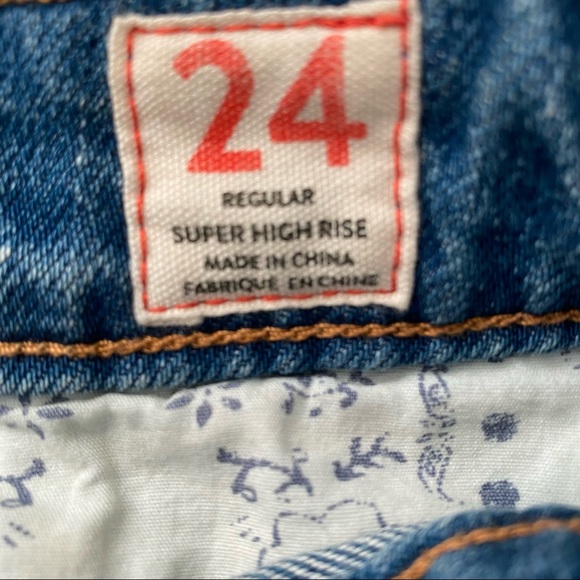 24
REGULAR
SUPER HIGH RISE
MADE IN CHINA
FABRIQUE EN CHINE